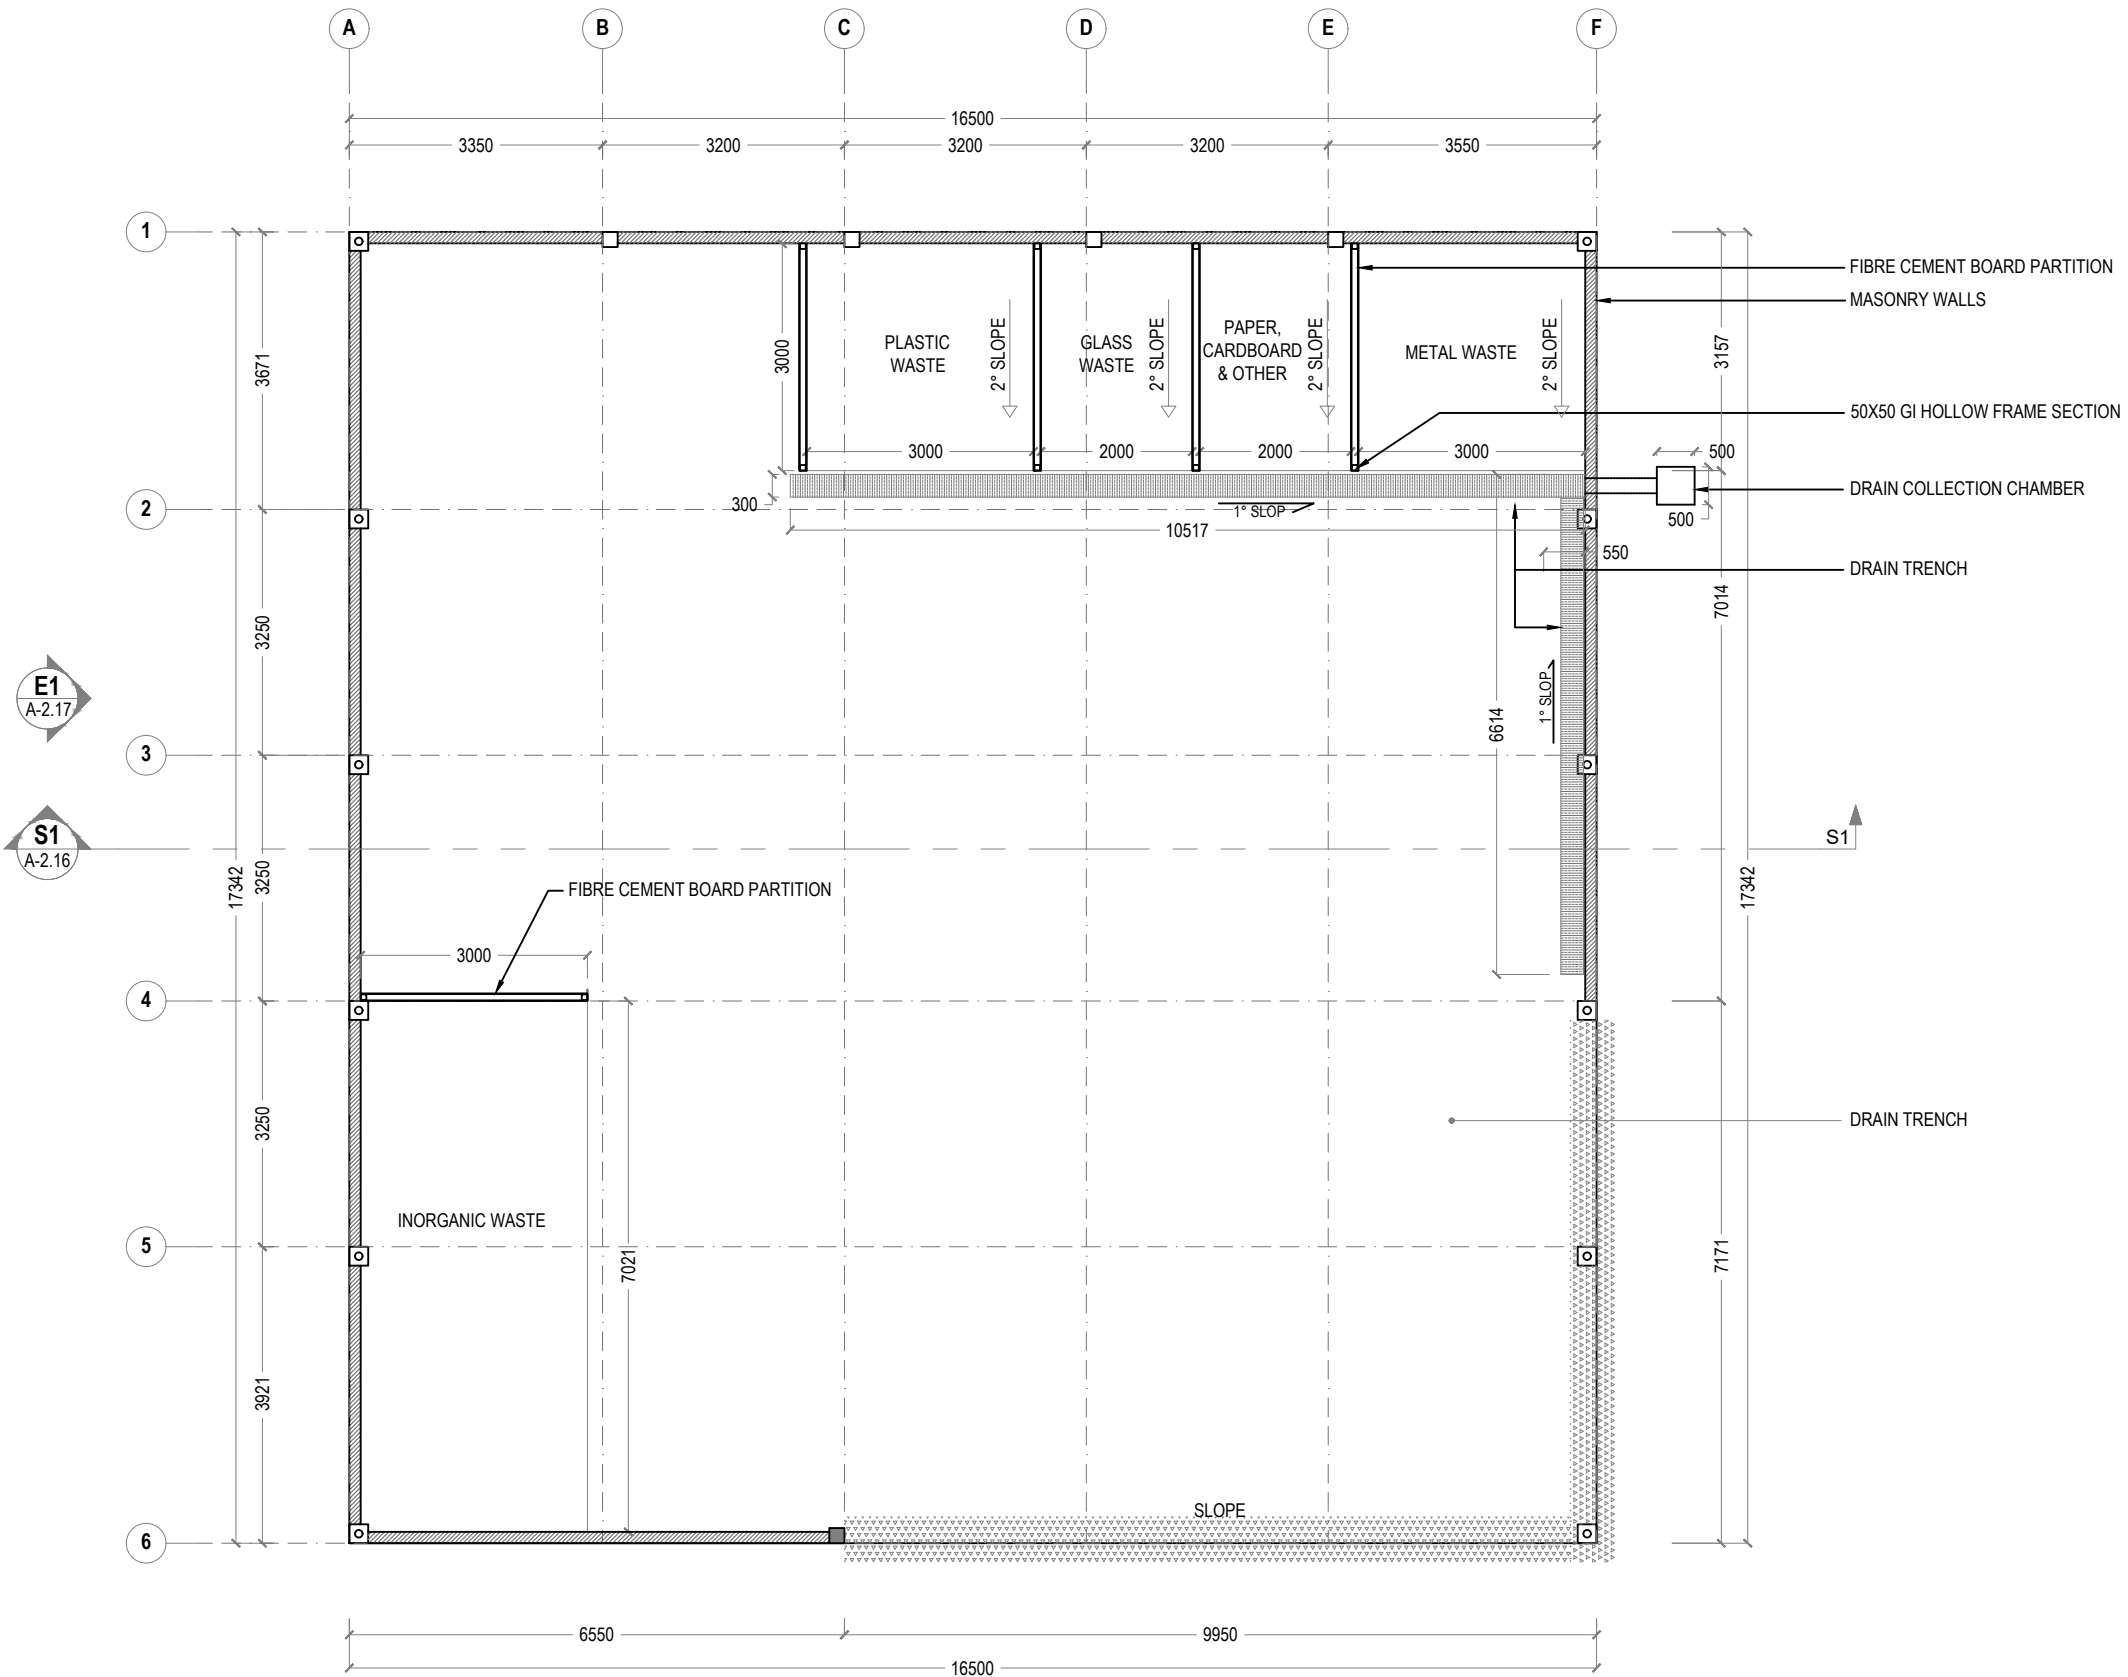 A
B
C
D
E
F
16500
3350
3200
3200
3200
3550
1
2
3
4
5
6
17342
3671
3250
3250
3250
3921
3000
PLASTIC
WASTE
2° SLOPE
GLASS
WASTE
2° SLOPE
PAPER,
CARDBOARD
& OTHER
2° SLOPE
METAL WASTE
2° SLOPE
3000
2000
2000
3000
300
1° SLOP
10517
550
1° SLOP
6614
3157
7014
7171
17342
500
500
FIBRE CEMENT BOARD PARTITION
MASONRY WALLS
50X50 GI HOLLOW FRAME SECTION
DRAIN COLLECTION CHAMBER
DRAIN TRENCH
E1
A-2.17
S1
A-2.16
S1
FIBRE CEMENT BOARD PARTITION
3000
DRAIN TRENCH
INORGANIC WASTE
7021
SLOPE
6550
9950
16500